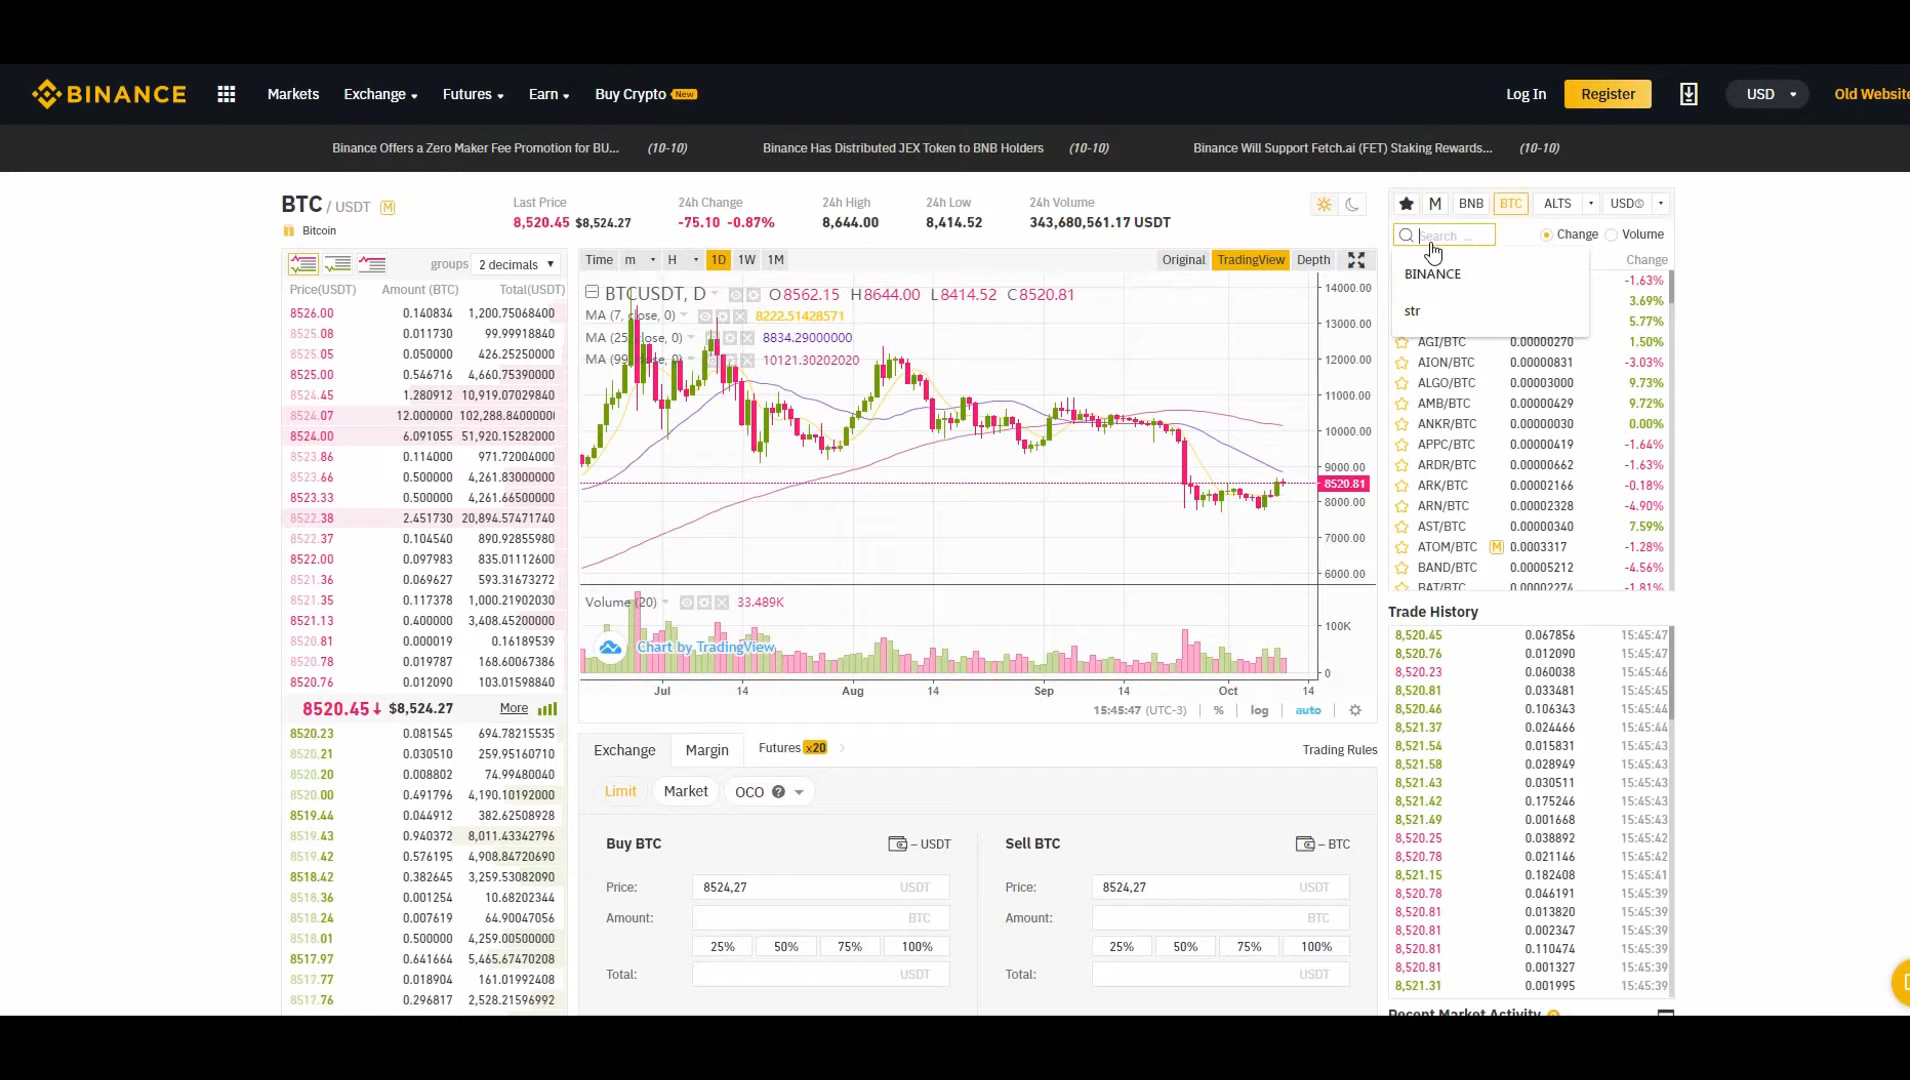 BINANCE
Markets
Exchange
Futures
Earn
Buy Crypto New
Log In
Register
USD
Old Website
Binance Offers a Zero Maker Fee Promotion for BU... (10-10)
Binance Has Distributed JEX Token to BNB Holders (10-10)
Binance Will Support Fetch.ai (FET) Staking Rewards... (10-10)
BTC / USDT M
Bitcoin
Last Price
8,520.45 $8,524.27
24h Change
-75.10 -0.87%
24h High
8,644.00
24h Low
8,414.52
24h Volume
343,680,561.17 USDT
groups 2 decimals
Price(USDT) Amount (BTC) Total(USDT)
8526.00 0.140834 1,200.75068400
8525.08 0.011730 99.99918840
8525.05 0.050000 426.25250000
8525.00 0.546716 4,660.75390000
8524.45 1.280912 10,919.07029840
8524.07 12.000000 102,288.8400000
8524.00 6.091055 51,920.15282000
8523.86 0.114000 971.72004000
8523.66 0.500000 4,261.83000000
8523.33 0.500000 4,261.66500000
8522.38 2.451730 20,894.57471740
8522.37 0.104540 890.92855980
8522.00 0.097983 835.01112600
8521.36 0.069627 593.31673272
8521.35 0.117378 1,000.21902030
8521.13 0.400000 3,408.45200000
8520.81 0.000019 0.16189539
8520.78 0.019787 168.60067386
8520.76 0.012090 103.01598840
8520.45 $8,524.27 More
8520.23 0.081545 694.78215535
8520.21 0.030510 259.95160710
8520.20 0.008802 74.99480040
8520.00 0.491796 4,190.10192000
8519.44 0.044912 382.62508928
8519.43 0.940372 8,011.43342796
8519.42 0.576195 4,908.84720690
8518.42 0.382645 3,259.53082090
8518.36 0.001254 10.68202344
8518.24 0.007619 64.90047056
8518.01 0.500000 4,259.00500000
8517.97 0.641664 5,465.67470208
8517.77 0.018904 161.01992408
8517.76 0.296817 2,528.21596992
Time m H 1D 1W 1M
Original TradingView Depth
BTCUSDT, D O8562.15 H8644.00 L8414.52 C8520.81
MA (7, close, 0) 8222.51428571
MA (25, close, 0) 8834.29000000
MA (99, close, 0) 10121.30202020
14000.00
13000.00
12000.00
11000.00
10000.00
9000.00
8520.81
8000.00
7000.00
6000.00
Volume (20) 33.489K
100K
Chart by TradingView
0
Jul 14 Aug 14 Sep 14 Oct 14
15:45:47 (UTC-3) % log auto
Exchange Margin Futures x20 Trading Rules
Limit Market OCO
Buy BTC – USDT
Price: 8524,27 USDT
Amount: BTC
25% 50% 75% 100%
Total: USDT
Sell BTC – BTC
Price: 8524,27 USDT
Amount: BTC
25% 50% 75% 100%
Total: USDT
M BNB BTC ALTS USD
Search ... Change Volume
Change
BINANCE
str
-1.63%
3.69%
5.77%
AGI/BTC 0.00000270 1.50%
AION/BTC 0.00000831 -3.03%
ALGO/BTC 0.00003000 9.73%
AMB/BTC 0.00000429 9.72%
ANKR/BTC 0.00000030 0.00%
APPC/BTC 0.00000419 -1.64%
ARDR/BTC 0.00000662 -1.63%
ARK/BTC 0.00002166 -0.18%
ARN/BTC 0.00002328 -4.90%
AST/BTC 0.00000340 7.59%
ATOM/BTC M 0.0003317 -1.28%
BAND/BTC 0.00005212 -4.56%
BAT/BTC 0.00002274 -1.81%
Trade History
8,520.45 0.067856 15:45:47
8,520.76 0.012090 15:45:47
8,520.23 0.060038 15:45:46
8,520.81 0.033481 15:45:45
8,520.46 0.106343 15:45:44
8,521.37 0.024466 15:45:44
8,521.54 0.015831 15:45:43
8,521.58 0.028949 15:45:43
8,521.43 0.030511 15:45:43
8,521.42 0.175246 15:45:43
8,521.49 0.001668 15:45:43
8,520.25 0.038892 15:45:42
8,520.78 0.021146 15:45:42
8,521.15 0.182408 15:45:41
8,520.78 0.046191 15:45:39
8,520.81 0.013820 15:45:39
8,520.81 0.002347 15:45:39
8,520.81 0.110474 15:45:39
8,520.81 0.001327 15:45:39
8,521.31 0.001995 15:45:39
Recent Market Activity